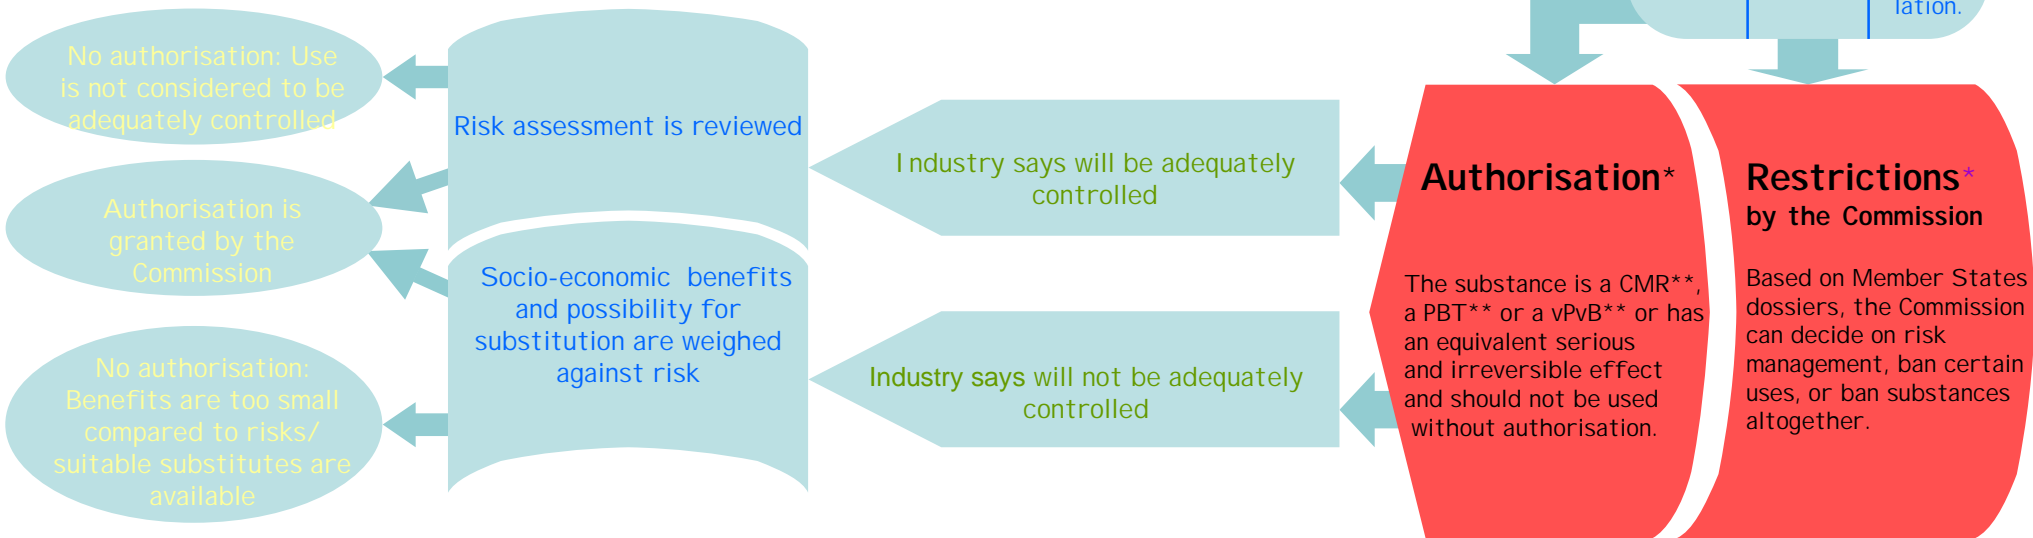 lation.
No authorisation: Use
is not considered to be
adequately controlled
Authorisation is
granted by the
Commission
No authorisation:
Benefits are too small
compared to risks/
suitable substitutes are
available
Risk assessment is reviewed
Socio-economic benefits
and possibility for
substitution are weighed
against risk
Industry says will be adequately
controlled
Industry says will not be adequately
controlled
Authorisation*
The substance is a CMR**,
a PBT** or a vPvB** or has
an equivalent serious
and irreversible effect
and should not be used
without authorisation.
Restrictions*
by the Commission
Based on Member States
dossiers, the Commission
can decide on risk
management, ban certain
uses, or ban substances
altogether.